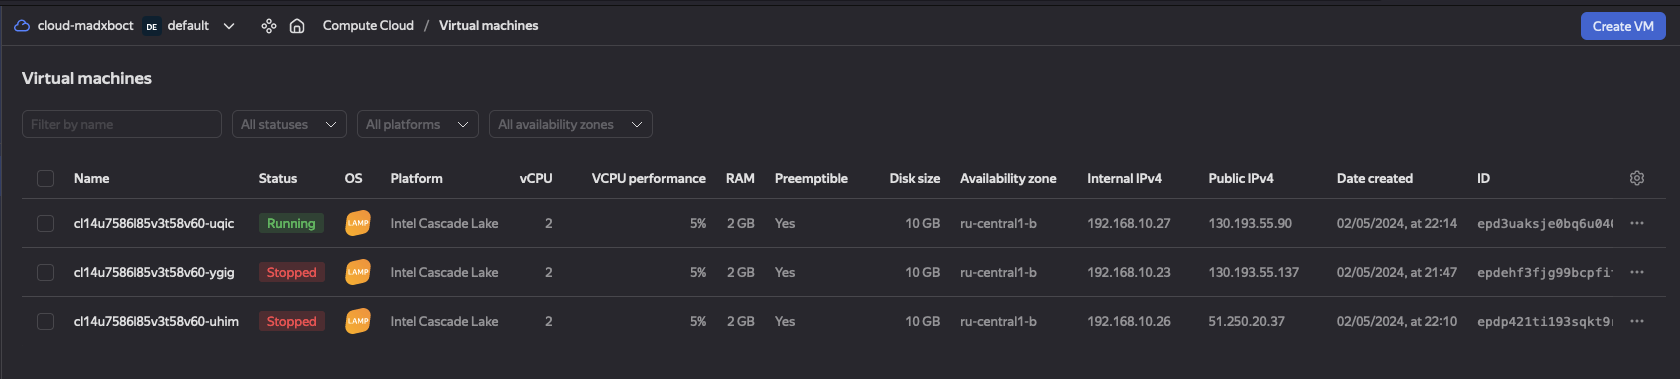 cloud-madxboct DE default Compute Cloud / Virtual machines Create VM
Virtual machines
Filter by name All statuses All platforms All availability zones
Name Status OS Platform vCPU VCPU performance RAM Preemptible Disk size Availability zone Internal IPv4 Public IPv4 Date created ID
cl14u7586l85v3t58v60-uqic Running LAMP Intel Cascade Lake 2 5% 2 GB Yes 10 GB ru-central1-b 192.168.10.27 130.193.55.90 02/05/2024, at 22:14 epd3uaksje0bq6u04
cl14u7586l85v3t58v60-ygig Stopped LAMP Intel Cascade Lake 2 5% 2 GB Yes 10 GB ru-central1-b 192.168.10.23 130.193.55.137 02/05/2024, at 21:47 epdehf3fjg99bcpfi
cl14u7586l85v3t58v60-uhim Stopped LAMP Intel Cascade Lake 2 5% 2 GB Yes 10 GB ru-central1-b 192.168.10.26 51.250.20.37 02/05/2024, at 22:10 epdp421ti193sqkt9